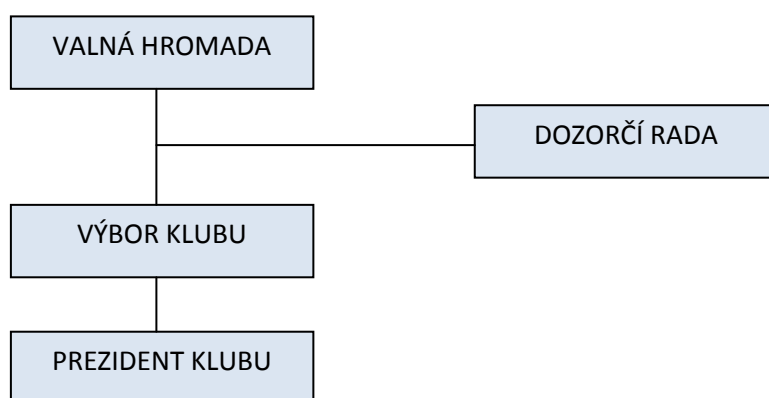 VALNÁ HROMADA
DOZORČÍ RADA
VÝBOR KLUBU
PREZIDENT KLUBU